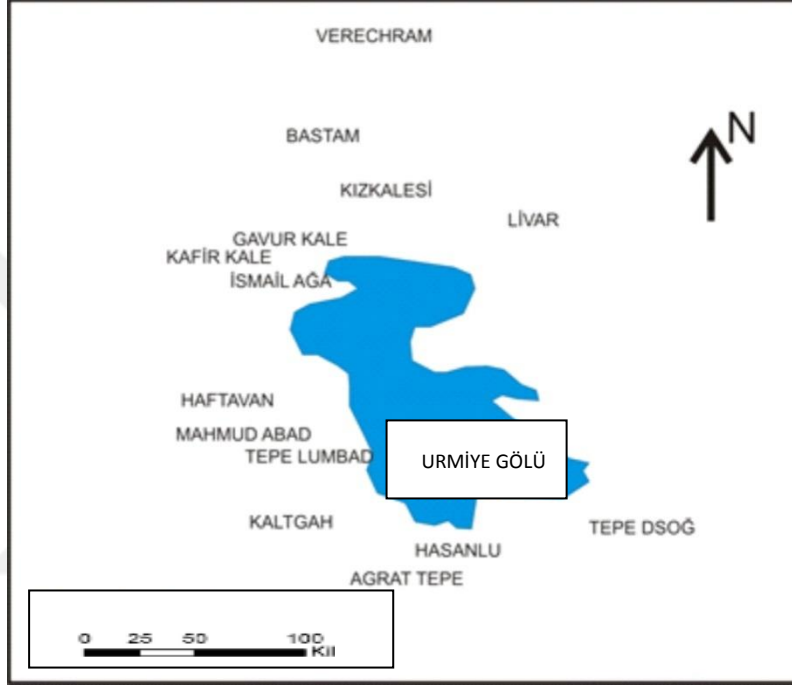 VERECHRAM
N
BASTAM
KIZKALESİ
LİVAR
GAVUR KALE
KAFİR KALE
İSMAİL AĞA
HAFTAVAN
MAHMUD ABAD
TEPE LUMBAD
URMİYE GÖLÜ
KALTGAH
TEPE DSOĞ
HASANLU
AGRAT TEPE
0 25 50 100
Kil